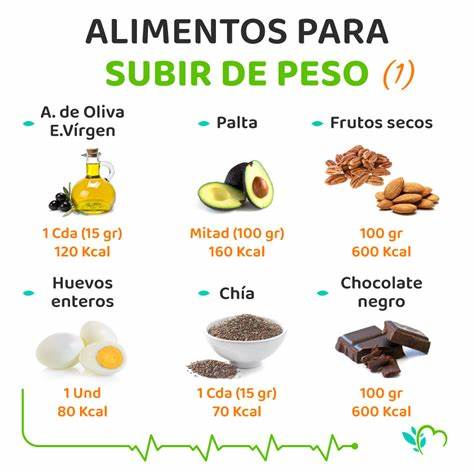 ALIMENTOS PARA
SUBIR DE PESO (1)
A. de Oliva
E.Vírgen
1 Cda (15 gr)
120 Kcal
Palta
Mitad (100 gr)
160 Kcal
Frutos secos
100 gr
600 Kcal
Huevos
enteros
1 Und
80 Kcal
Chía
1 Cda (15 gr)
70 Kcal
Chocolate
negro
100 gr
600 Kcal